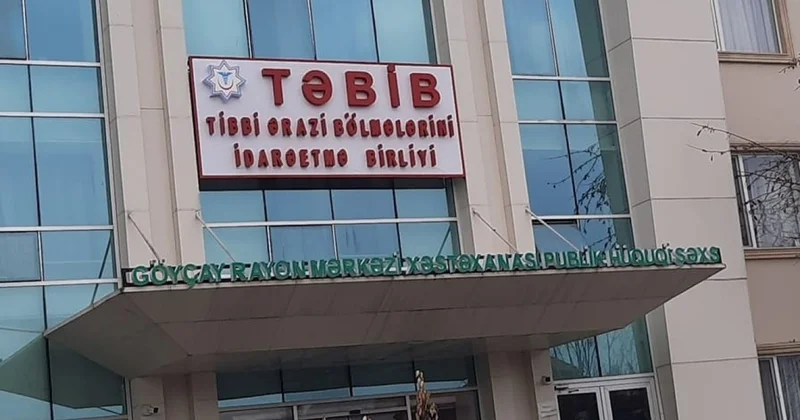 TƏBİB
TİBBİ ƏRAZİ BÖLMƏLƏRİNİ
İDARƏETMƏ BİRLİYİ
GÖYÇAY RAYON MƏRKƏZİ XƏSTƏXANASI PUBLİK HÜQUQİ ŞƏXS